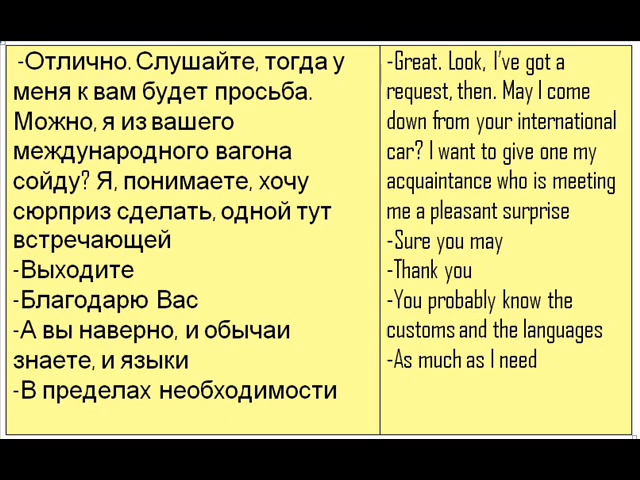 -Отлично. Слушайте, тогда у
меня к вам будет просьба.
Можно, я из вашего
международного вагона
сойду? Я, понимаете, хочу
сюрприз сделать, одной тут
встречающей
-Выходите
-Благодарю Вас
-А вы наверно, и обычаи
знаете, и языки
-В пределах необходимости
-Great. Look, I've got a
request, then. May I come
down from your international
car? I want to give one my
acquaintance who is meeting
me a pleasant surprise
-Sure you may
-Thank you
-You probably know the
customs and the languages
-As much as I need